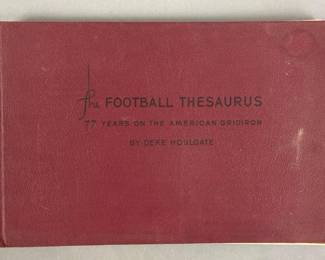 the FOOTBALL THESAURUS
77 YEARS ON THE AMERICAN GRIDIRON
BY DEKE HOULGATE